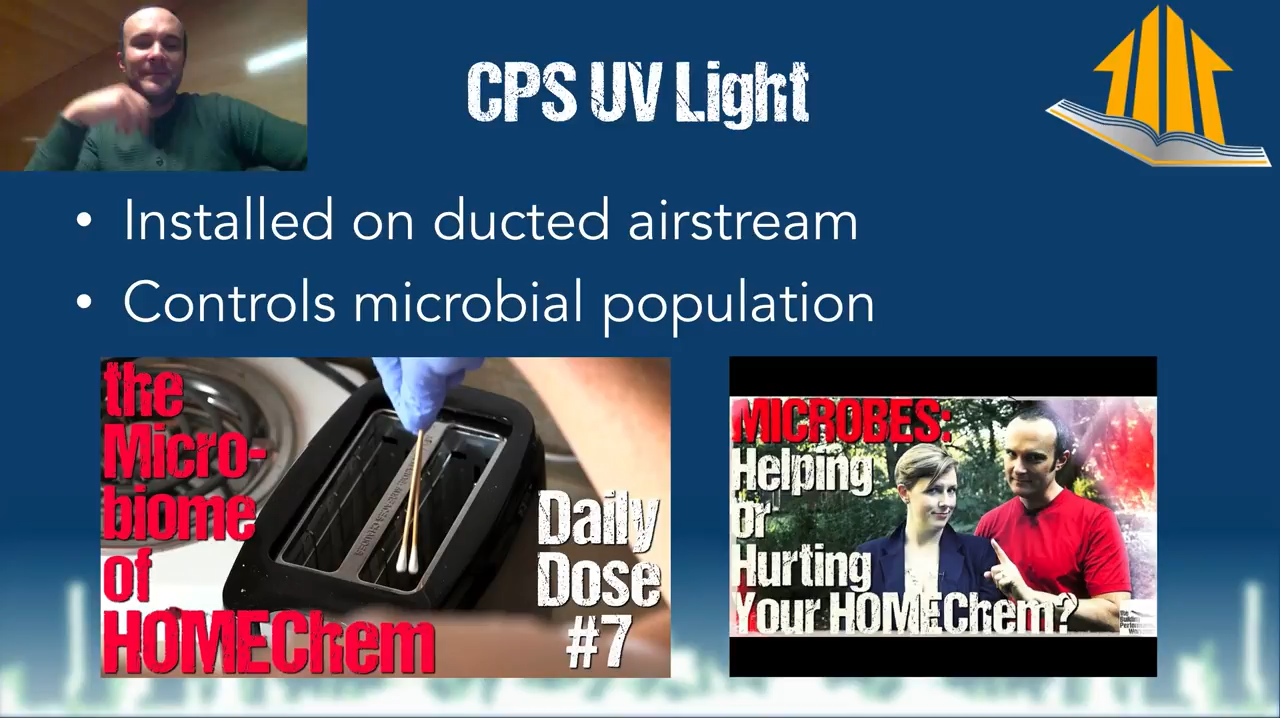 CPS UV Light
• Installed on ducted airstream
• Controls microbial population
the
Micro-
biome
of
HOMEChem
Daily
Dose
#7
MICROBES:
Helping
or
Hurting
Your HOMEChem?